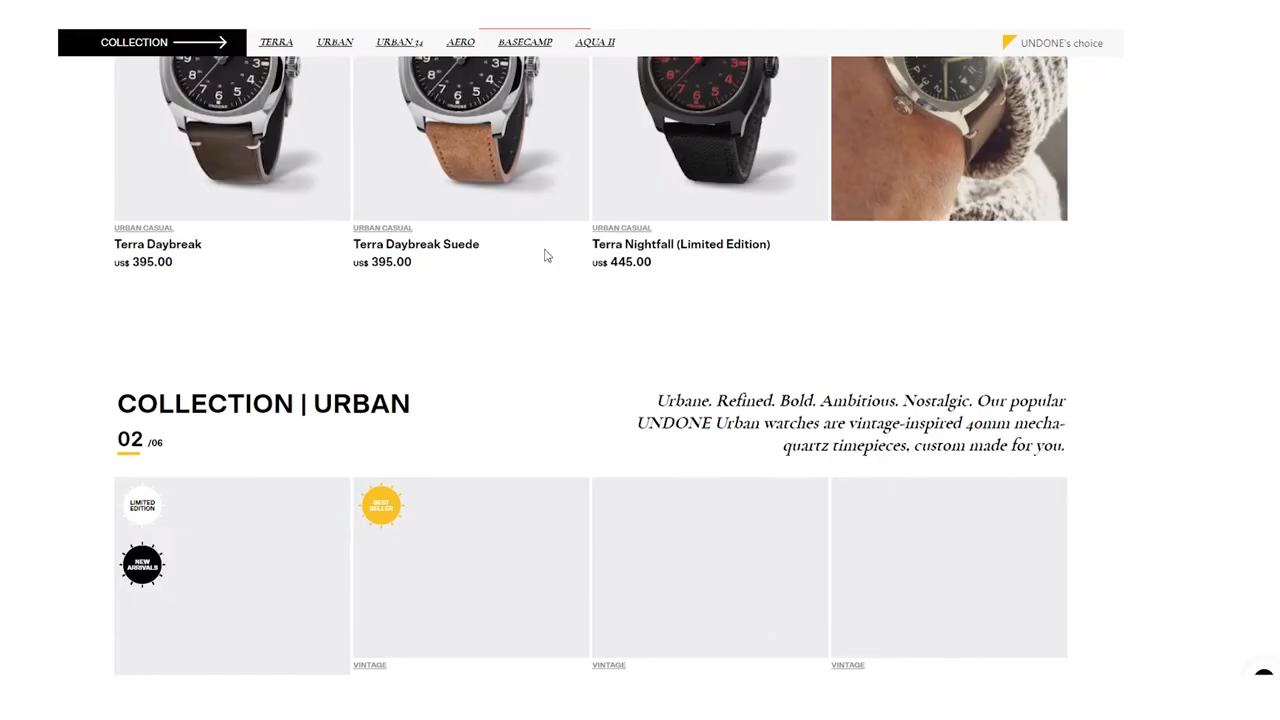 COLLECTION
TERRA
URBAN
URBAN 34
AERO
BASECAMP
AQUA II
UNDONE's choice
URBAN CASUAL
Terra Daybreak
US$ 395.00
URBAN CASUAL
Terra Daybreak Suede
US$ 395.00
URBAN CASUAL
Terra Nightfall (Limited Edition)
US$ 445.00
COLLECTION | URBAN
02 /06
Urbane. Refined. Bold. Ambitious. Nostalgic. Our popular
UNDONE Urban watches are vintage-inspired 40mm mecha-
quartz timepieces, custom made for you.
LIMITED
EDITION
NEW
ARRIVALS
BEST
SELLER
VINTAGE
VINTAGE
VINTAGE